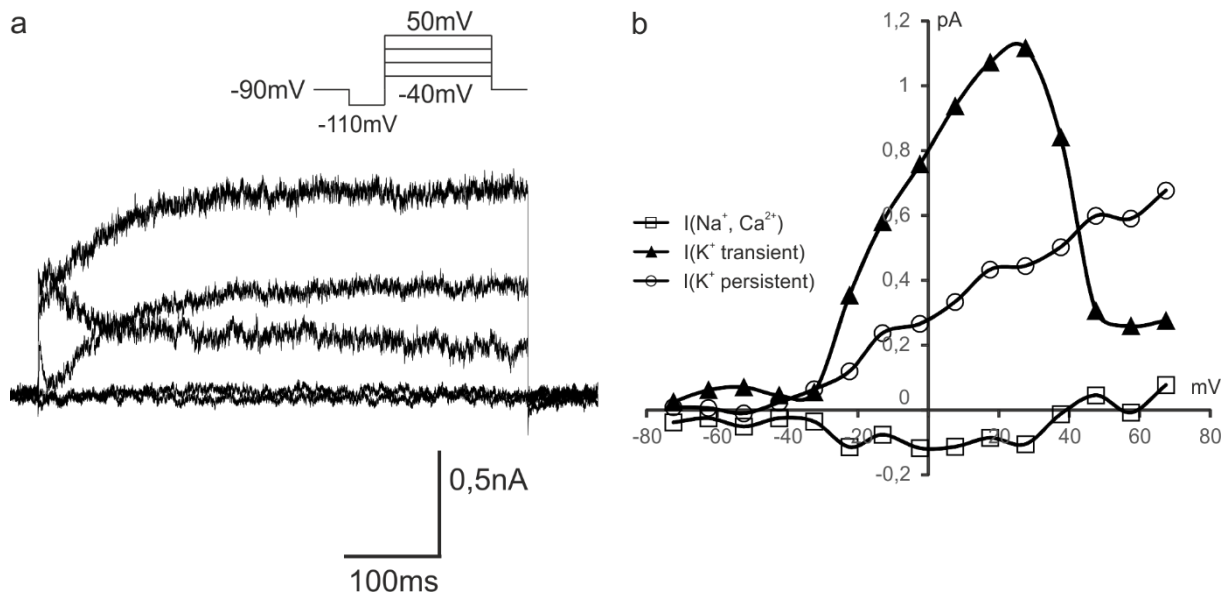 a
50mV
-90mV
-40mV
-110mV
0,5nA
100ms
b
pA
1,2
1
0,8
0,6
0,4
0,2
0
-0,2
mV
-80
-60
-40
-20
20
40
60
80
I(Na⁺, Ca²⁺)
I(K⁺ transient)
I(K⁺ persistent)